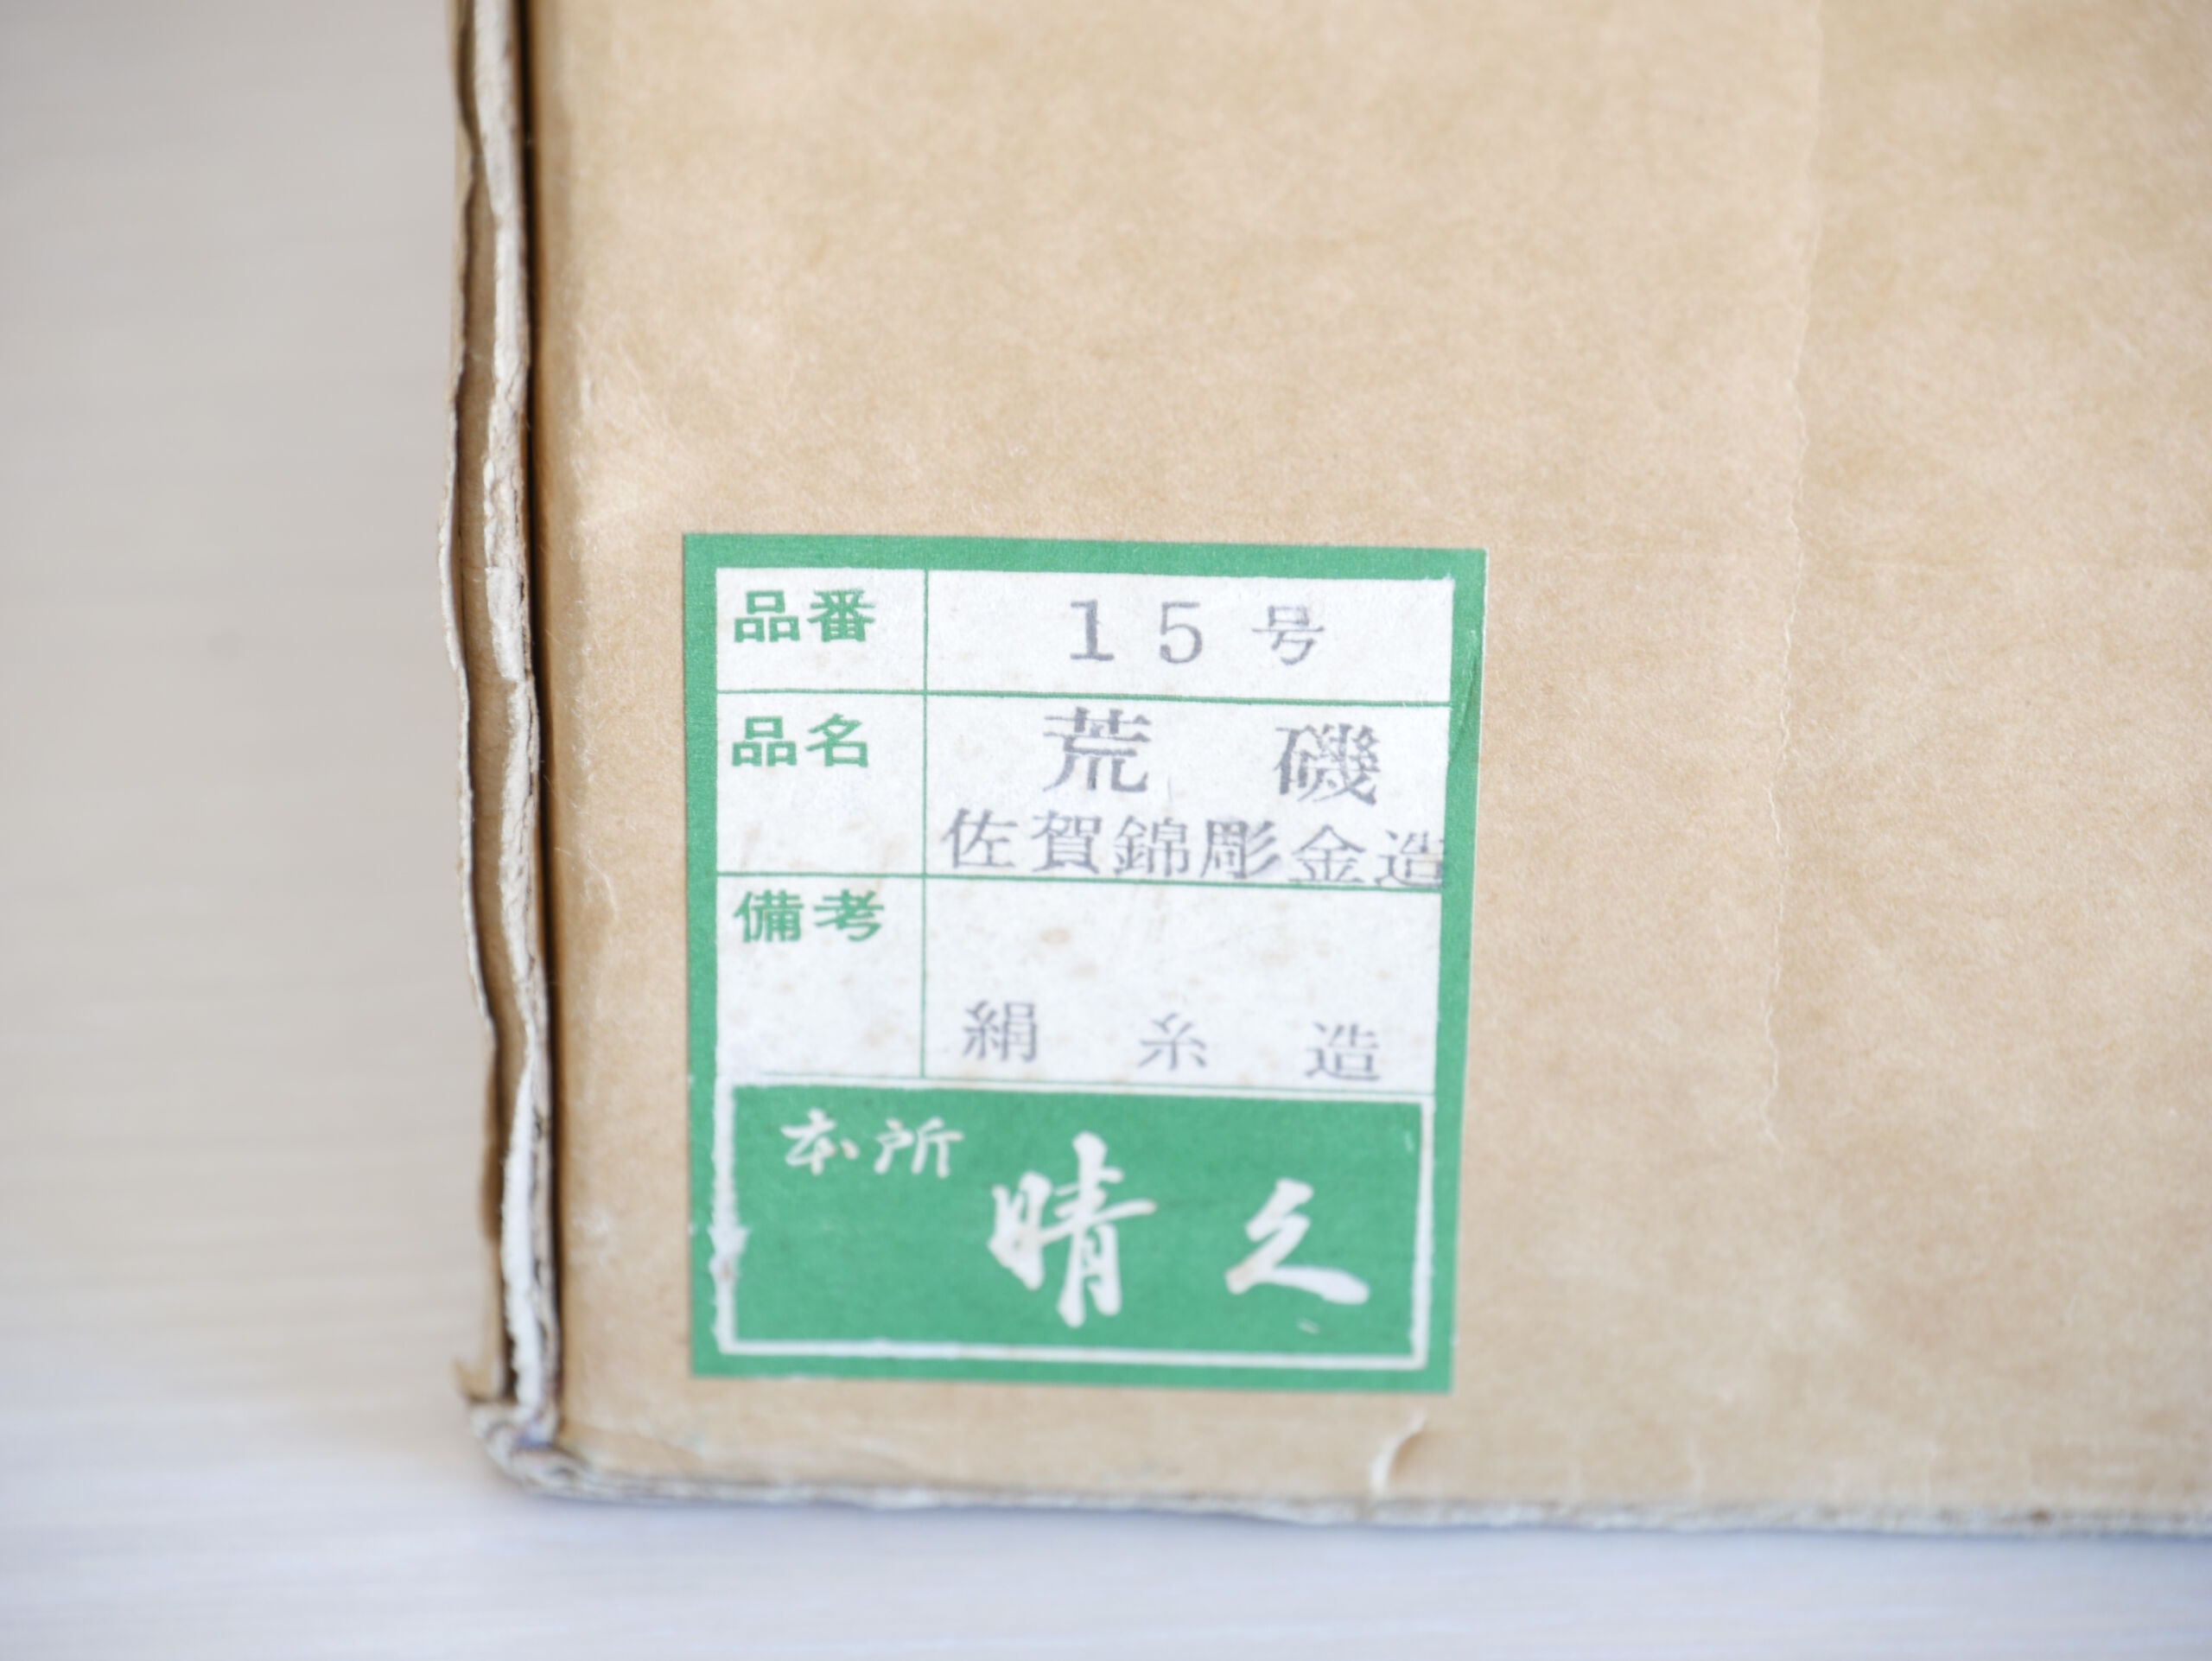 品番 15号
品名 荒磯
佐賀錦彫金造
備考
絹糸造
本所 晴久